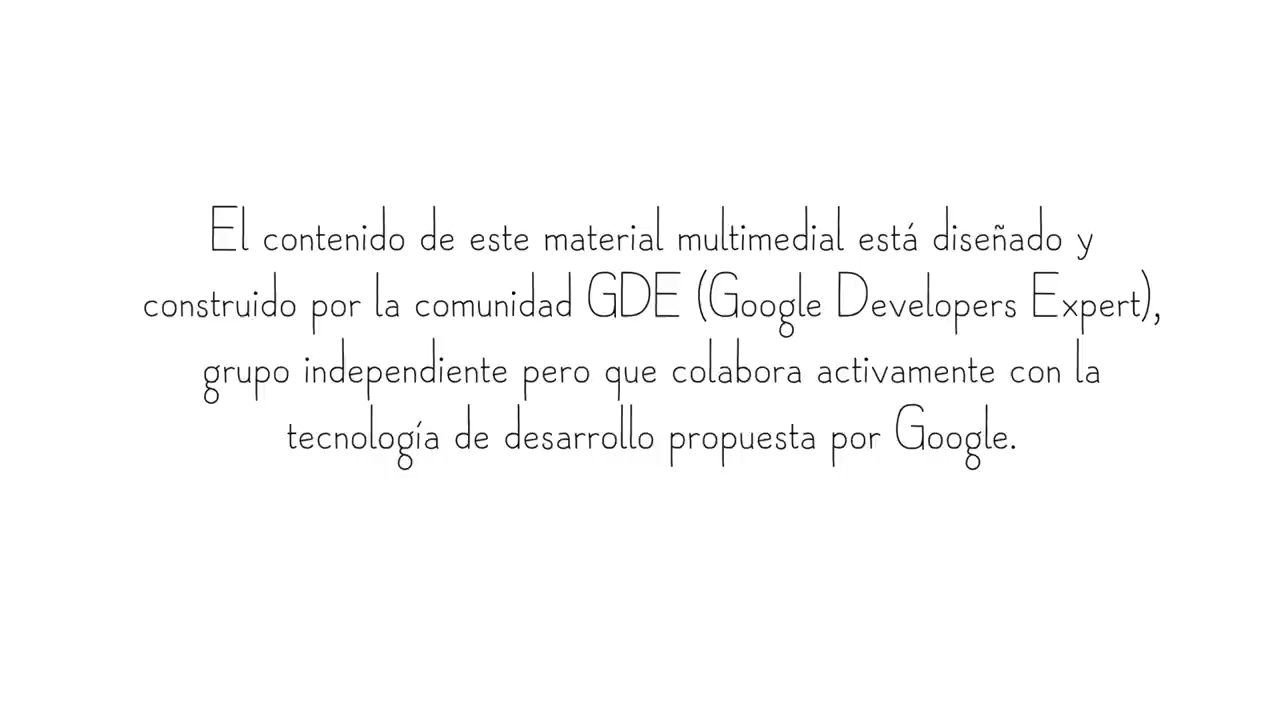 El contenido de este material multimedial está diseñado y
construido por la comunidad GDE (Google Developers Expert),
grupo independiente pero que colabora activamente con la
tecnología de desarrollo propuesta por Google.